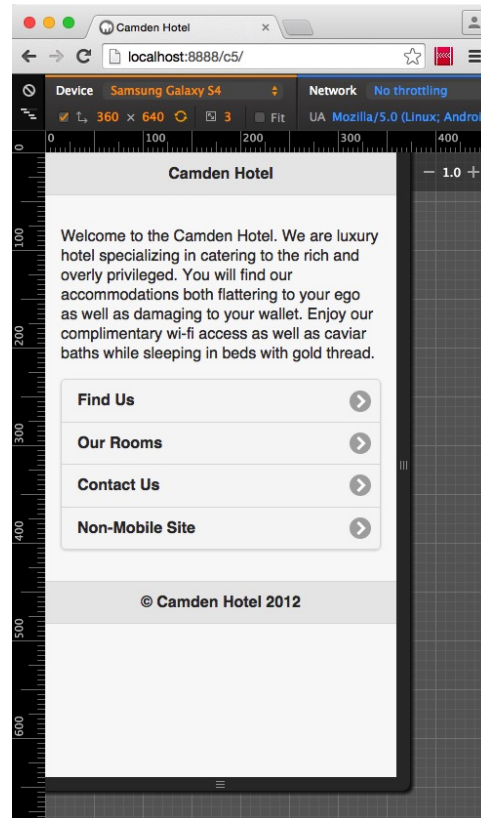 Camden Hotel
localhost:8888/c5/
Device Samsung Galaxy S4 Network No throttling
360 × 640 3 Fit UA Mozilla/5.0 (Linux; Androi
0 100 200 300 400
1.0
Camden Hotel
Welcome to the Camden Hotel. We are luxury
hotel specializing in catering to the rich and
overly privileged. You will find our
accommodations both flattering to your ego
as well as damaging to your wallet. Enjoy our
complimentary wi-fi access as well as caviar
baths while sleeping in beds with gold thread.
Find Us
Our Rooms
Contact Us
Non-Mobile Site
© Camden Hotel 2012
0
100
200
300
400
500
600